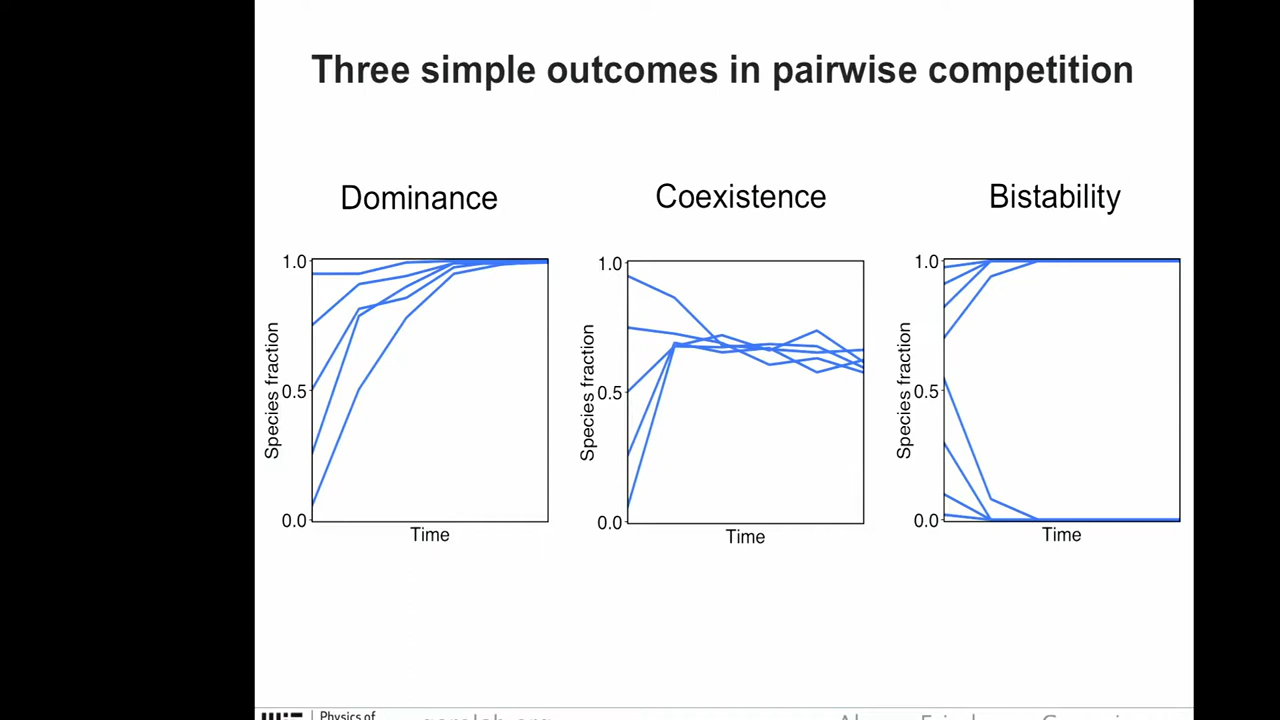 Three simple outcomes in pairwise competition
Dominance
Coexistence
Bistability
1.0
0.5
0.0
Species fraction
Time
1.0
0.5
0.0
Species fraction
Time
1.0
0.5
0.0
Species fraction
Time
Physics of